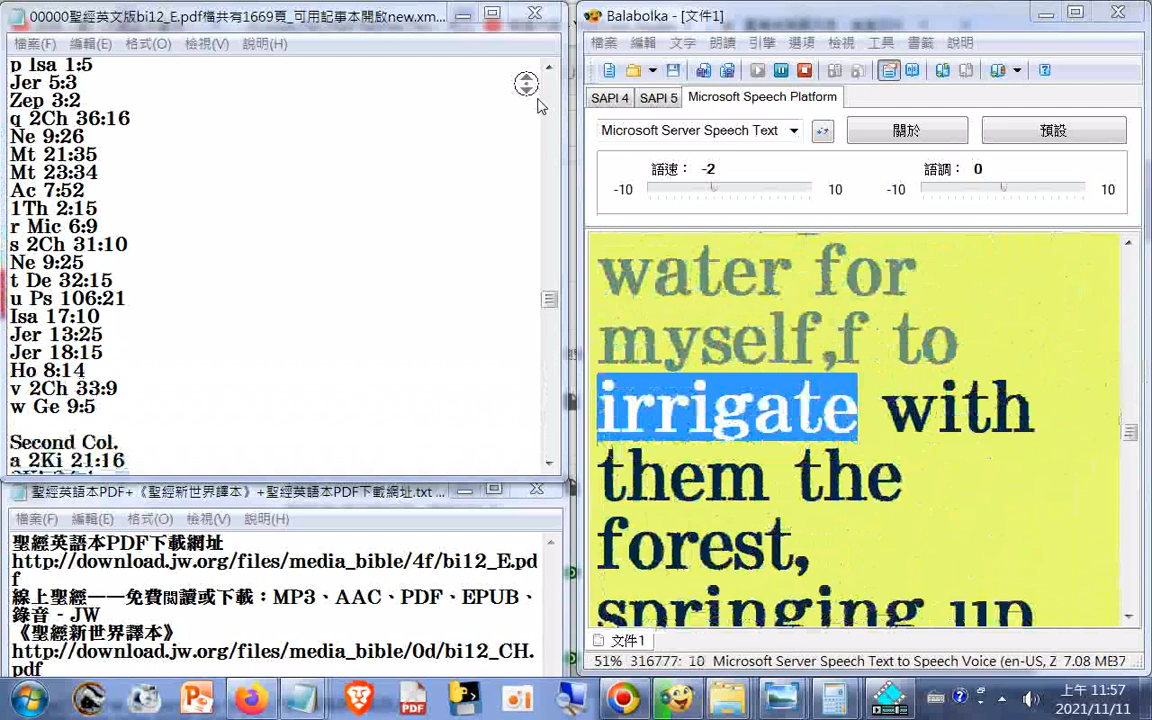 00000聖經英文版bi12_E.pdf檔共有1669頁_可用記事本開啟new.xm...
檔案(F) 編輯(E) 格式(O) 檢視(V) 說明(H)
p Isa 1:5
Jer 5:3
Zep 3:2
q 2Ch 36:16
Ne 9:26
Mt 21:35
Mt 23:34
Ac 7:52
1Th 2:15
r Mic 6:9
s 2Ch 31:10
Ne 9:25
t De 32:15
u Ps 106:21
Isa 17:10
Jer 13:25
Jer 18:15
Ho 8:14
v 2Ch 33:9
w Ge 9:5
Second Col.
a 2Ki 21:16
聖經英語本PDF+《聖經新世界譯本》+聖經英語本PDF下載網址.txt ...
檔案(F) 編輯(E) 格式(O) 檢視(V) 說明(H)
聖經英語本PDF下載網址
http://download.jw.org/files/media_bible/4f/bi12_E.pd
f
線上聖經——免費閱讀或下載：MP3、AAC、PDF、EPUB、
錄音 - JW
《聖經新世界譯本》
http://download.jw.org/files/media_bible/0d/bi12_CH.
pdf
Balabolka - [文件1]
檔案 編輯 文字 朗讀 引擎 選項 檢視 工具 書籤 說明
SAPI 4 SAPI 5 Microsoft Speech Platform
Microsoft Server Speech Text 關於 預設
語速： -2 語調： 0
-10 10 -10 10
water for
myself,f to
irrigate with
them the
forest,
springing up
文件1
51% 316777: 10 Microsoft Server Speech Text to Speech Voice (en-US, Z 7.08 MB37
PDF
上午 11:57
2021/11/11